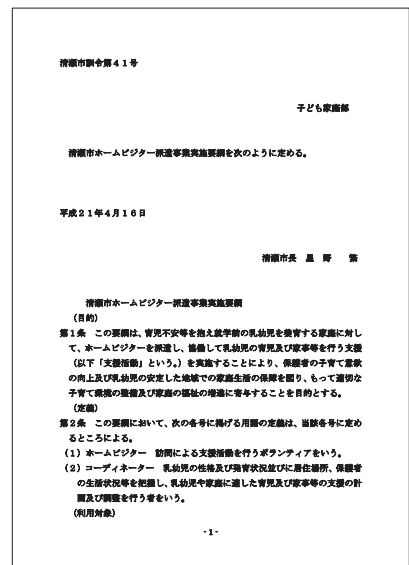 清瀬市訓令第41号
子ども家庭部
清瀬市ホームビジター派遣事業実施要綱を次のように定める。
平成21年4月16日
清瀬市長 星野 繁
清瀬市ホームビジター派遣事業実施要綱
(目的)
第1条 この要綱は、育児不安等を抱え就学前の乳幼児を養育する家庭に対し
て、ホームビジターを派遣し、協働して乳幼児の育児及び家事等を行う支援
(以下「支援活動」という。)を実施することにより、保護者の子育て意欲
の向上及び乳幼児の安定した地域での家庭生活の保障を図り、もって適切な
子育て環境の整備及び家庭の福祉の増進に寄与することを目的とする。
(定義)
第2条 この要綱において、次の各号に掲げる用語の定義は、当該各号に定め
るところによる。
(1)ホームビジター 訪問による支援活動を行うボランティアをいう。
(2)コーディネーター 乳幼児の性格及び発育状況並びに居住場所、保護者
の生活状況等を把握し、乳幼児や家庭に適した育児及び家事等の支援の計
画及び調整を行う者をいう。
(利用対象)
-1-